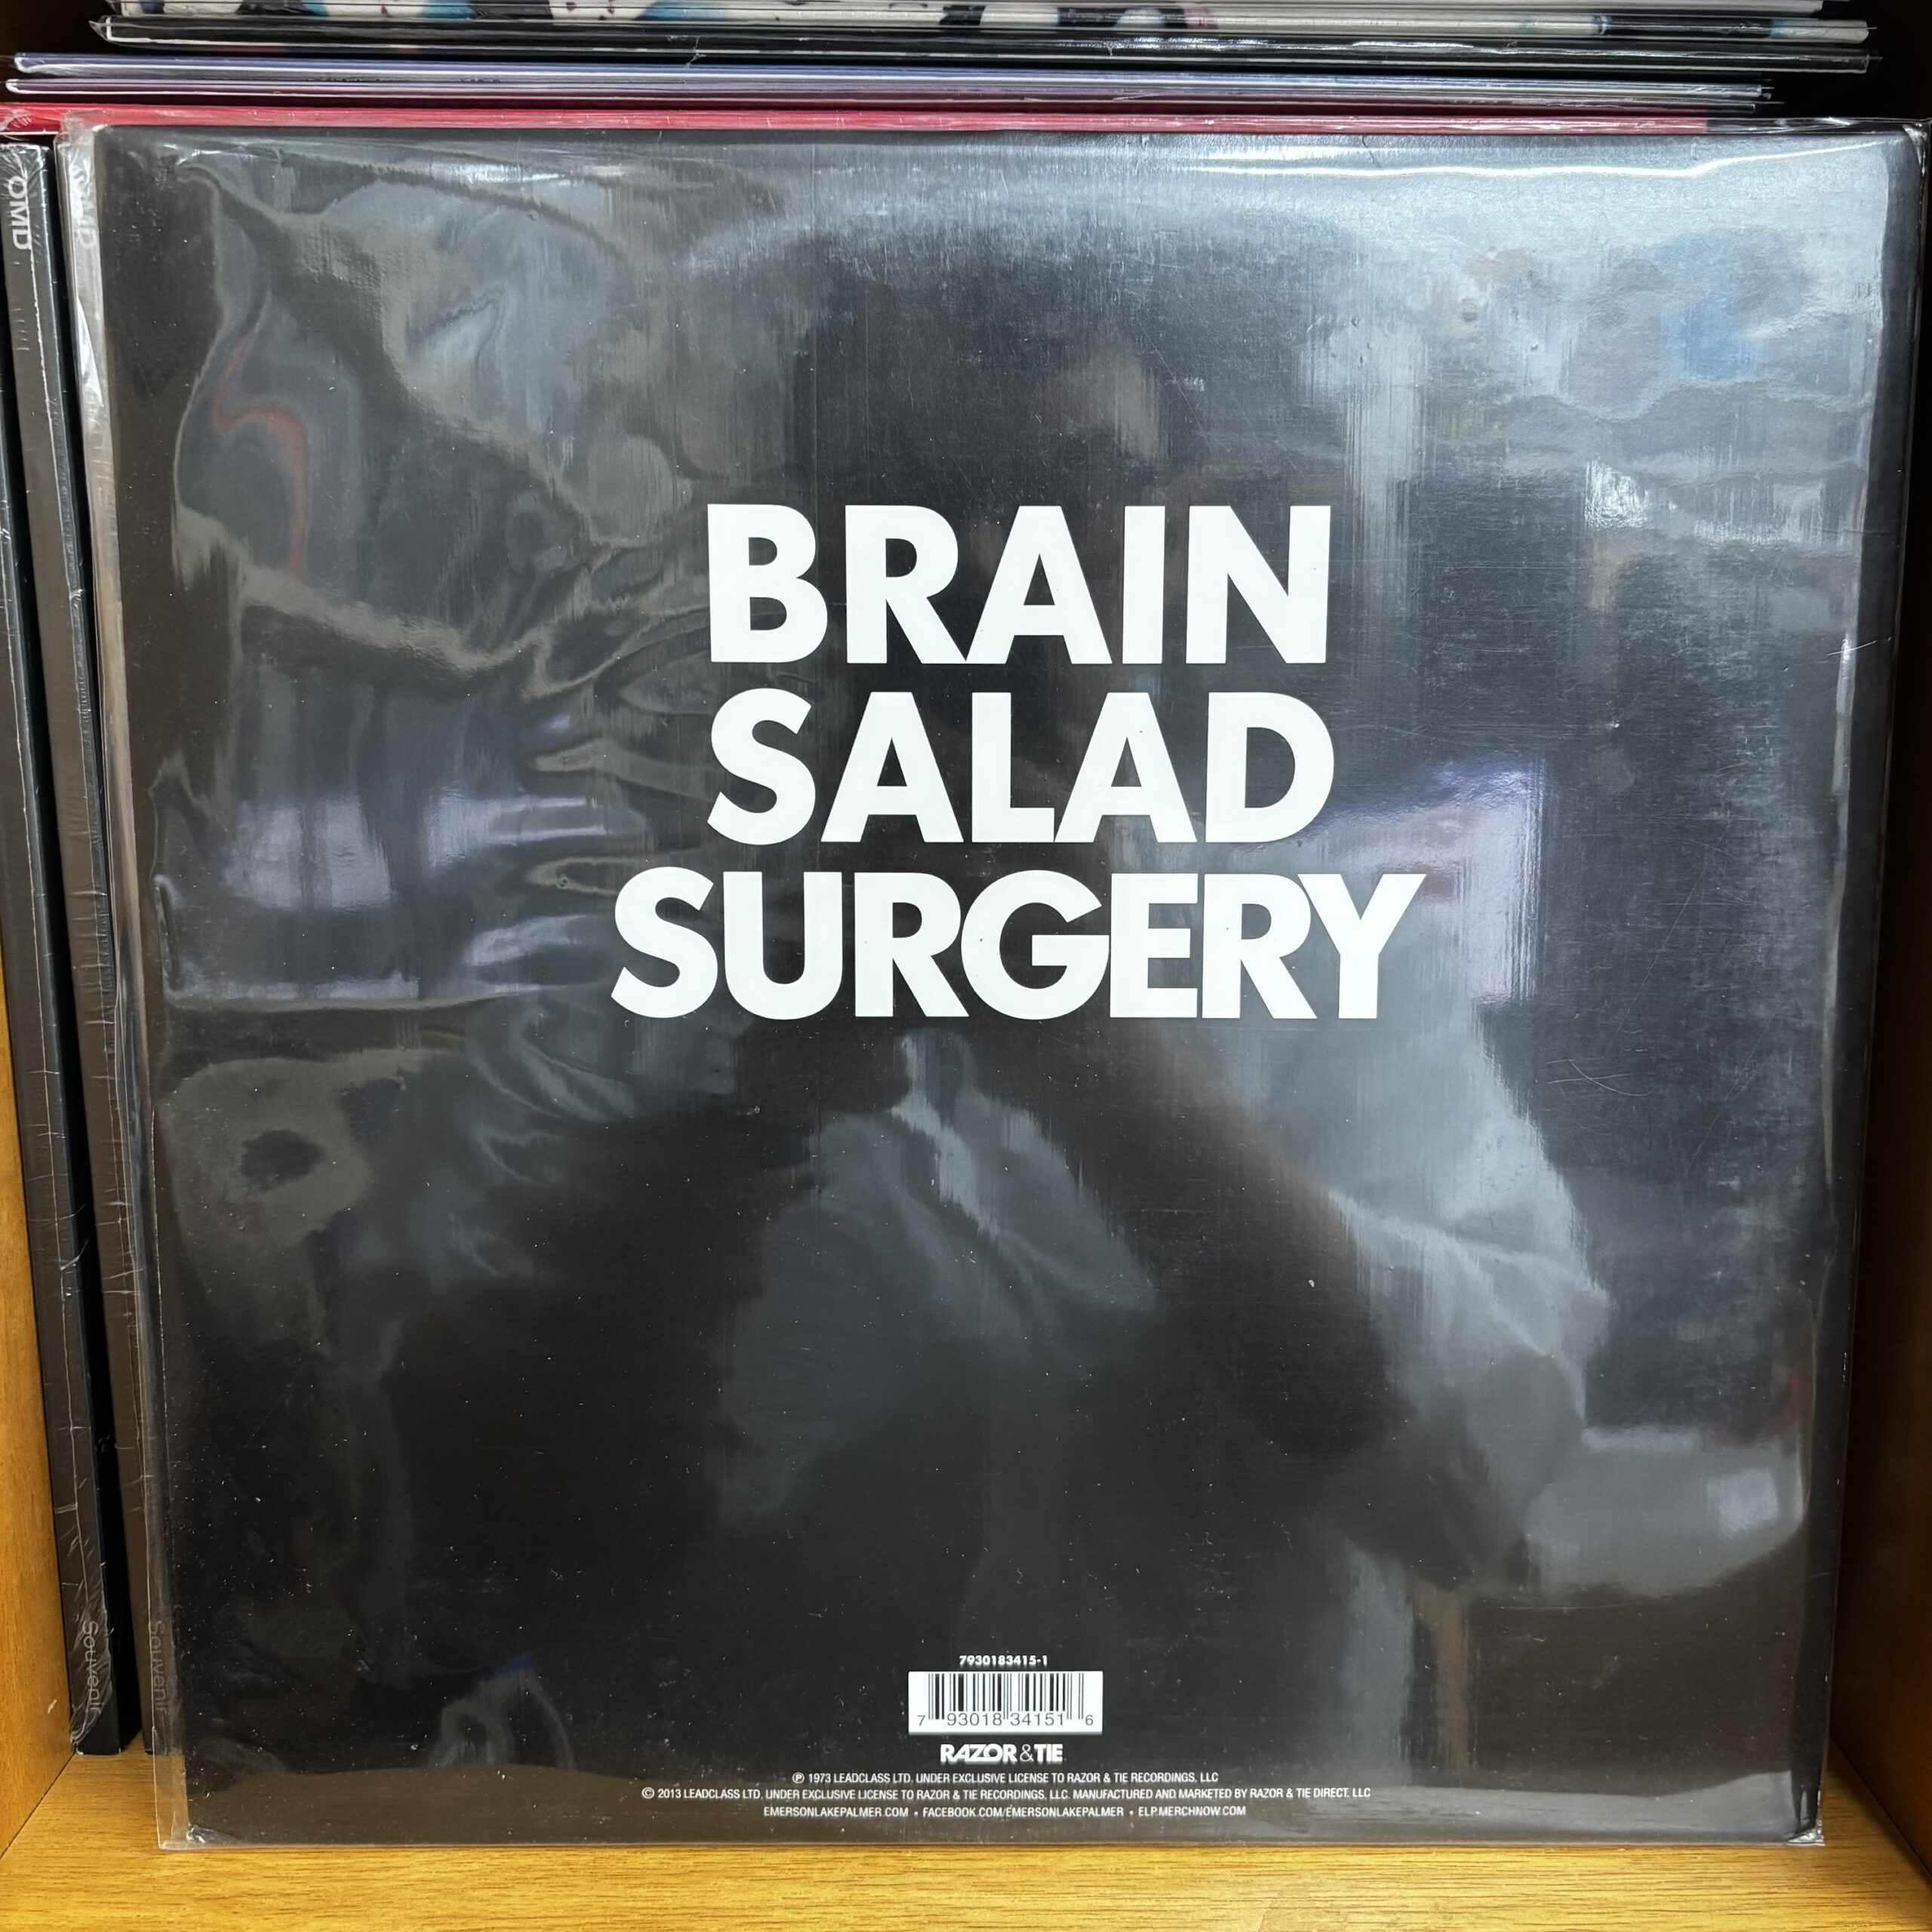 OMD
OMD
BRAIN
SALAD
SURGERY
Souvenir
Souvenir
7930183415-1
7 93018 34151 6
RAZOR & TIE
℗ 1973 LEADCLASS LTD. UNDER EXCLUSIVE LICENSE TO RAZOR & TIE RECORDINGS, LLC
© 2013 LEADCLASS LTD. UNDER EXCLUSIVE LICENSE TO RAZOR & TIE RECORDINGS, LLC. MANUFACTURED AND MARKETED BY RAZOR & TIE DIRECT, LLC
EMERSONLAKEPALMER.COM • FACEBOOK.COM/EMERSONLAKEPALMER • ELP.MERCHNOW.COM